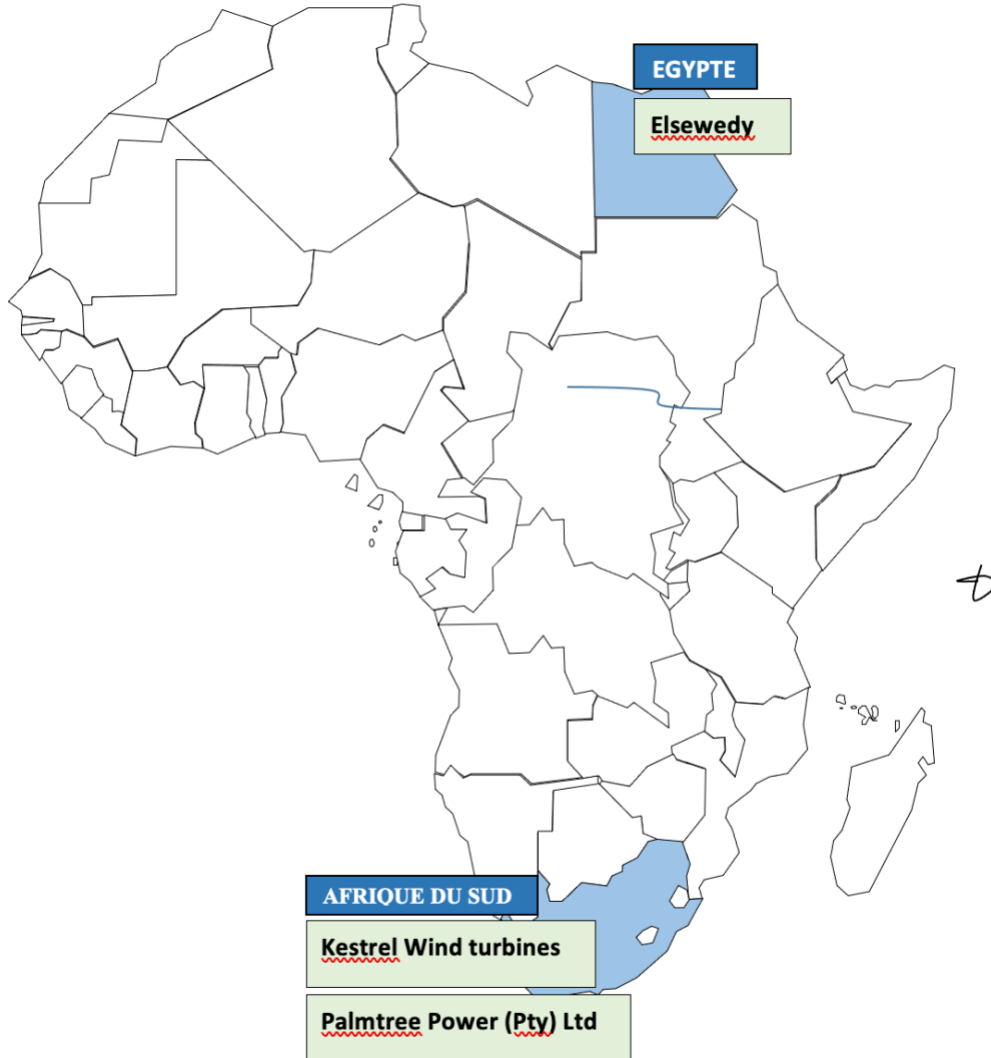 EGYPTE
Elsewedy
AFRIQUE DU SUD
Kestrel Wind turbines
Palmtree Power (Pty) Ltd